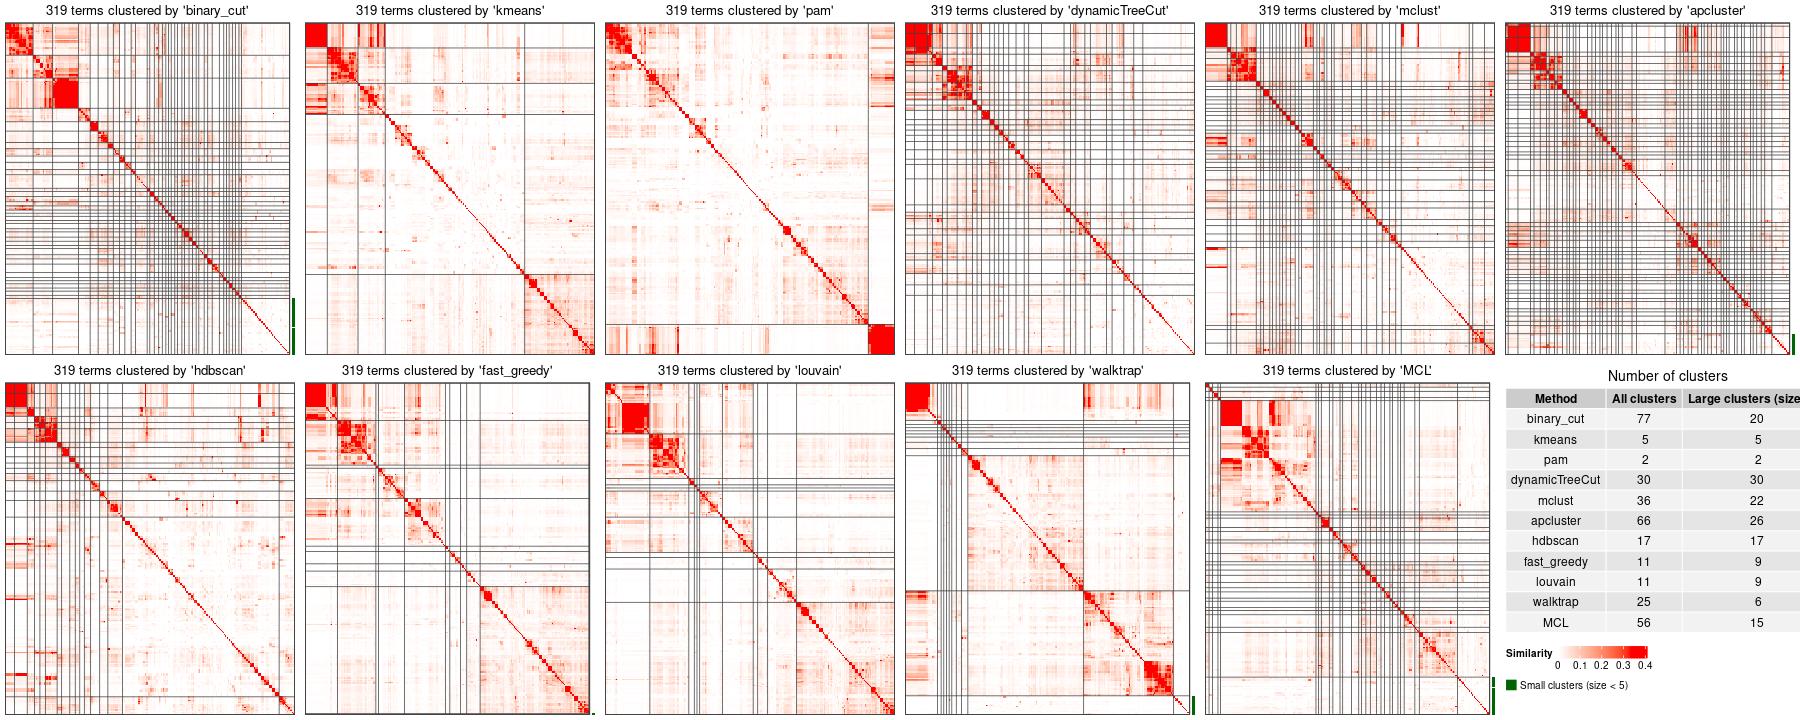 319 terms clustered by 'binary_cut'
319 terms clustered by 'kmeans'
319 terms clustered by 'pam'
319 terms clustered by 'dynamicTreeCut'
319 terms clustered by 'mclust'
319 terms clustered by 'apcluster'
319 terms clustered by 'hdbscan'
319 terms clustered by 'fast_greedy'
319 terms clustered by 'louvain'
319 terms clustered by 'walktrap'
319 terms clustered by 'MCL'
Number of clusters
Method All clusters Large clusters (size
binary_cut 77 20
kmeans 5 5
pam 2 2
dynamicTreeCut 30 30
mclust 36 22
apcluster 66 26
hdbscan 17 17
fast_greedy 11 9
louvain 11 9
walktrap 25 6
MCL 56 15
Similarity
0 0.1 0.2 0.3 0.4
Small clusters (size < 5)